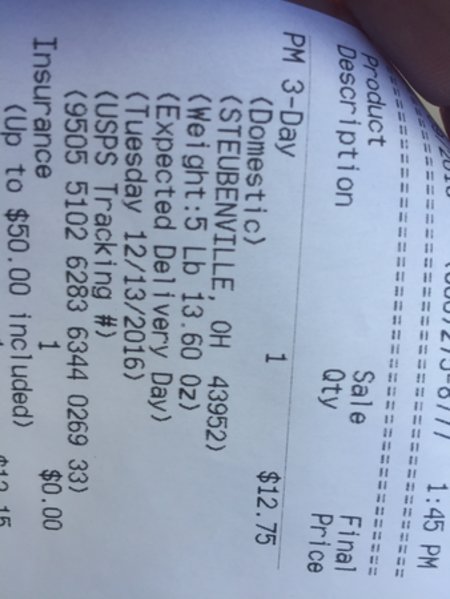 1:45 PM
================================
Product Sale Final
Description Qty Price
PM 3-Day 1 $12.75
(Domestic)
(STEUBENVILLE, OH 43952)
(Weight:5 Lb 13.60 Oz)
(Expected Delivery Day)
(Tuesday 12/13/2016)
(USPS Tracking #)
(9505 5102 6283 6344 0269 33)
Insurance 1 $0.00
(Up to $50.00 included)